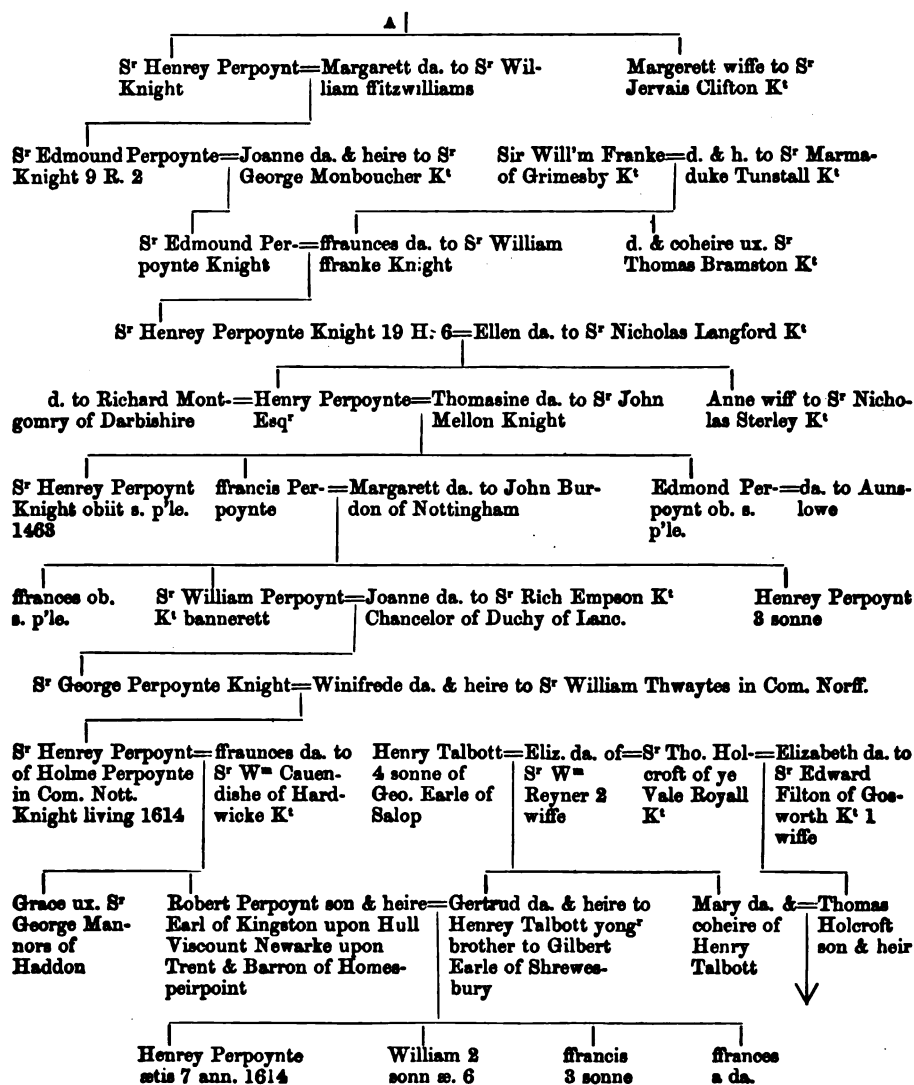 A
Sʳ Henrey Perpoynt=Margarett da. to Sʳ Wil-
Knight
liam ffitzwilliams
Margerett wiffe to Sʳ
Jervais Clifton Kᵗ
Sʳ Edmound Perpoynte=Joanne da. & heire to Sʳ
Knight 9 R. 2
George Monboucher Kᵗ
Sir Will'm Franke=d. & h. to Sʳ Marma-
of Grimesby Kᵗ
duke Tunstall Kᵗ
Sʳ Edmound Per-=ffraunces da. to Sʳ William
poynte Knight
ffranke Knight
d. & coheire ux. Sʳ
Thomas Bramston Kᵗ
Sʳ Henrey Perpoynte Knight 19 H. 6=Ellen da. to Sʳ Nicholas Langford Kᵗ
d. to Richard Mont-=Henry Perpoynte=Thomasine da. to Sʳ John
gomry of Darbishire
Esqʳ
Mellon Knight
Anne wiff to Sʳ Nicho-
las Sterley Kᵗ
Sʳ Henrey Perpoynt
Knight obiit s. p'le.
1463
ffrancis Per-=Margarett da. to John Bur-
poynte
don of Nottingham
Edmond Per-=da. to Auns-
poynt ob. s.
lowe
p'le.
ffrances ob.
s. p'le.
Sʳ William Perpoynt=Joanne da. to Sʳ Rich Empson Kᵗ
Kᵗ bannerett
Chancelor of Duchy of Lanc.
Henrey Perpoynt
3 sonne
Sʳ George Perpoynte Knight=Winifrede da. & heire to Sʳ William Thwaytes in Com. Norff.
Sʳ Henrey Perpoynt=ffraunces da. to
of Holme Perpoynte
Sʳ Wᵐ Cauen-
in Com. Nott.
dishe of Hard-
Knight living 1614
wicke Kᵗ
Henry Talbott=Eliz. da. of=Sʳ Tho. Hol-=Elizabeth da. to
4 sonne of
Sʳ Wᵐ
croft of ye
Sʳ Edward
Geo. Earle of
Reyner 2
Vale Royall
Filton of Gos-
Salop
wiffe
Kᵗ
worth Kᵗ 1
wiffe
Grace ux. Sʳ
George Man-
nors of
Haddon
Robert Perpoynt son & heire=Gertrud da. & heire to
Earl of Kingston upon Hull
Henry Talbott yongʳ
Viscount Newarke upon
brother to Gilbert
Trent & Barron of Homes-
Earle of Shrewes-
peirpoint
bury
Mary da. &=Thomas
coheire of
Holcroft
Henry
son & heir
Talbott
Henrey Perpoynte
ætis 7 ann. 1614
William 2
sonn æ. 6
ffrancis
3 sonne
ffrances
a da.